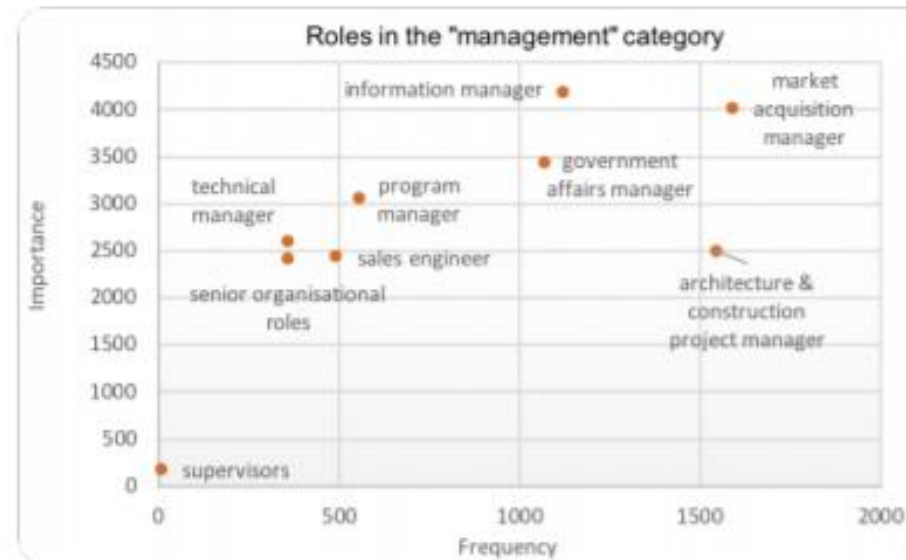 Roles in the "management" category
4500
4000
3500
3000
2500
2000
1500
1000
500
0
Importance
information manager
market
acquisition
manager
government
affairs manager
technical
manager
program
manager
sales engineer
senior organisational
roles
architecture &
construction
project manager
supervisors
0
500
1000
1500
2000
Frequency